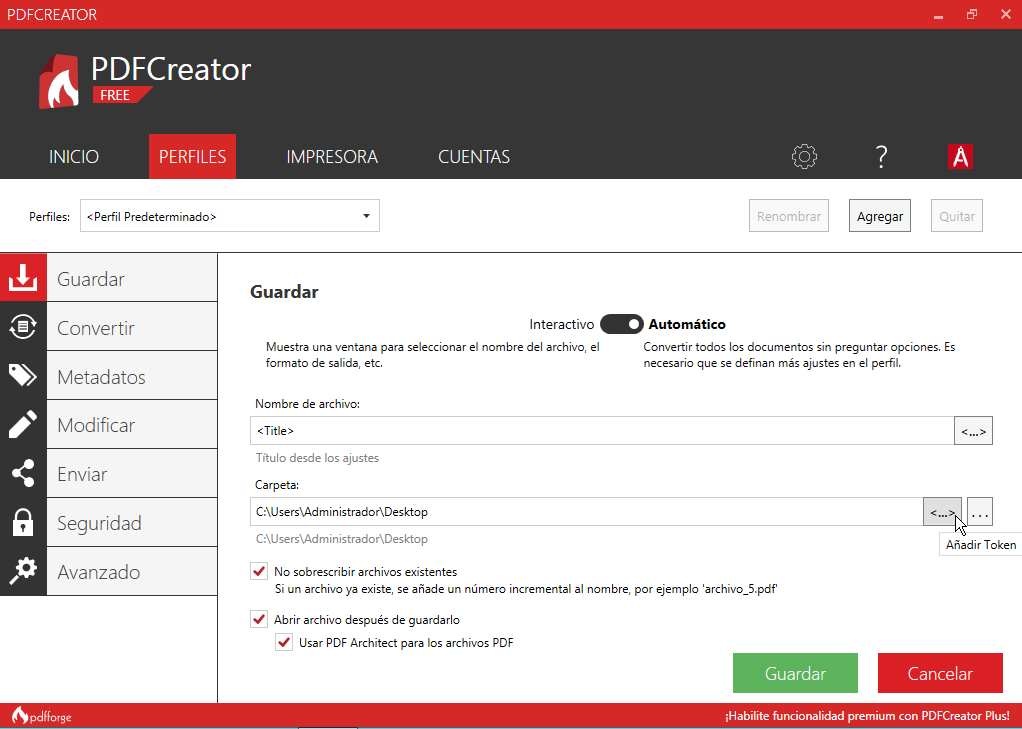 PDFCREATOR
PDFCreator
FREE
INICIO PERFILES IMPRESORA CUENTAS ?
Perfiles: <Perfil Predeterminado> Renombrar Agregar Quitar
Guardar
Convertir
Metadatos
Modificar
Enviar
Seguridad
Avanzado
Guardar
Interactivo Automático
Muestra una ventana para seleccionar el nombre del archivo, el
formato de salida, etc.
Convertir todos los documentos sin preguntar opciones. Es
necesario que se definan más ajustes en el perfil.
Nombre de archivo:
<Title> <...>
Título desde los ajustes
Carpeta:
C:\Users\Administrador\Desktop <...> ...
C:\Users\Administrador\Desktop
Añadir Token
No sobrescribir archivos existentes
Si un archivo ya existe, se añade un número incremental al nombre, por ejemplo 'archivo_5.pdf'
Abrir archivo después de guardarlo
Usar PDF Architect para los archivos PDF
Guardar Cancelar
pdfforge ¡Habilite funcionalidad premium con PDFCreator Plus!